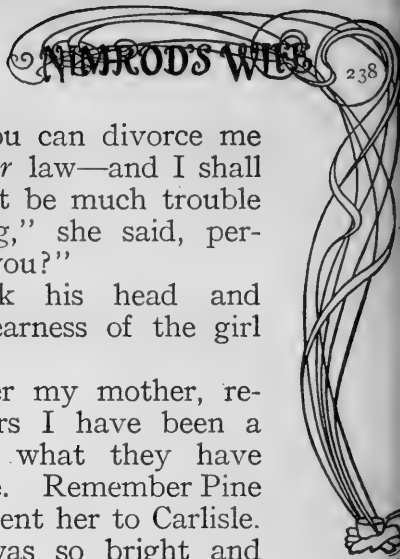 NIMROD'S WIFE
238
ou can divorce me
r law—and I shall
t be much trouble
g," she said, per-
you?"
k his head and
earness of the girl
er my mother, re-
rs I have been a
what they have
e. Remember Pine
ent her to Carlisle.
was so bright and